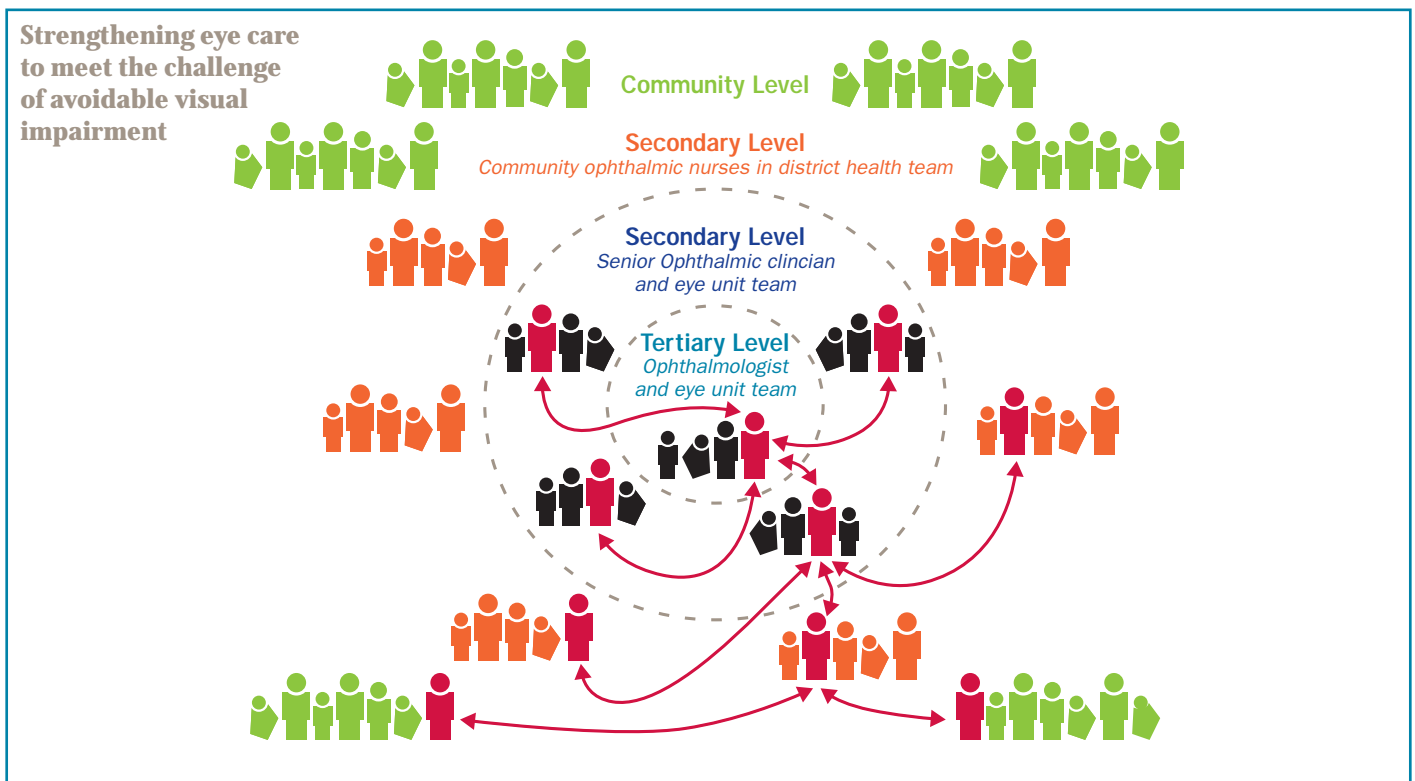 Strengthening eye care
to meet the challenge
of avoidable visual
impairment
Community Level
Secondary Level
Community ophthalmic nurses in district health team
Secondary Level
Senior Ophthalmic clincian
and eye unit team
Tertiary Level
Ophthalmologist
and eye unit team